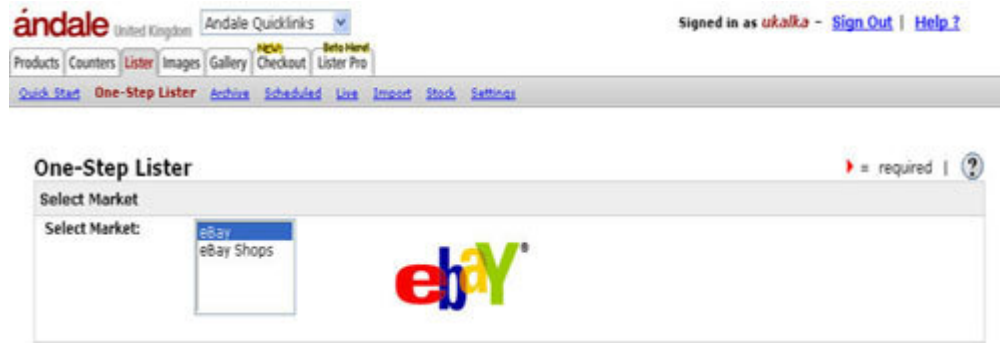 ándale United Kingdom Andale Quicklinks Signed in as ukalka - Sign Out | Help ?
NEW! Beta Here!
Products Counters Lister Images Gallery Checkout Lister Pro
Quick Start One-Step Lister Archive Scheduled Live Import Stock Settings
One-Step Lister = required | ?
Select Market
Select Market: eBay
eBay Shops
ebaY®